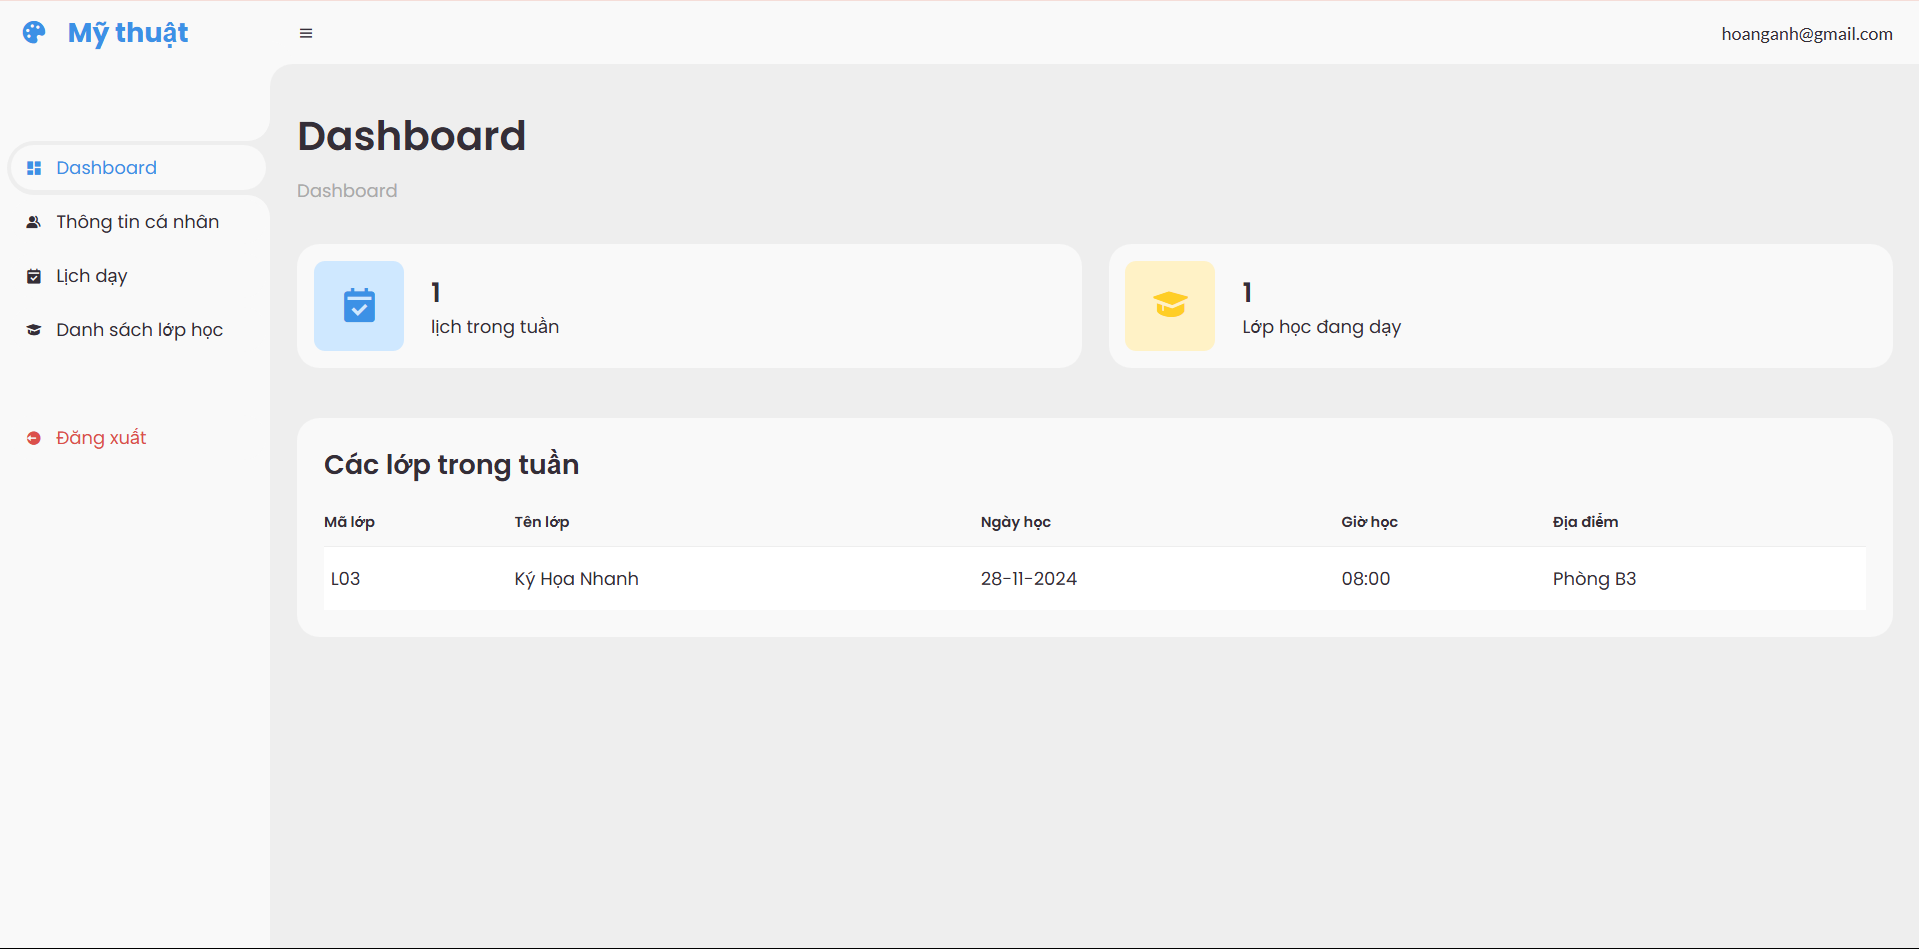 Mỹ thuật
hoanganh@gmail.com
Dashboard
Thông tin cá nhân
Lịch dạy
Danh sách lớp học
Đăng xuất
Dashboard
Dashboard
1
lịch trong tuần
1
Lớp học đang dạy
Các lớp trong tuần
Mã lớp Tên lớp Ngày học Giờ học Địa điểm
L03 Ký Họa Nhanh 28-11-2024 08:00 Phòng B3